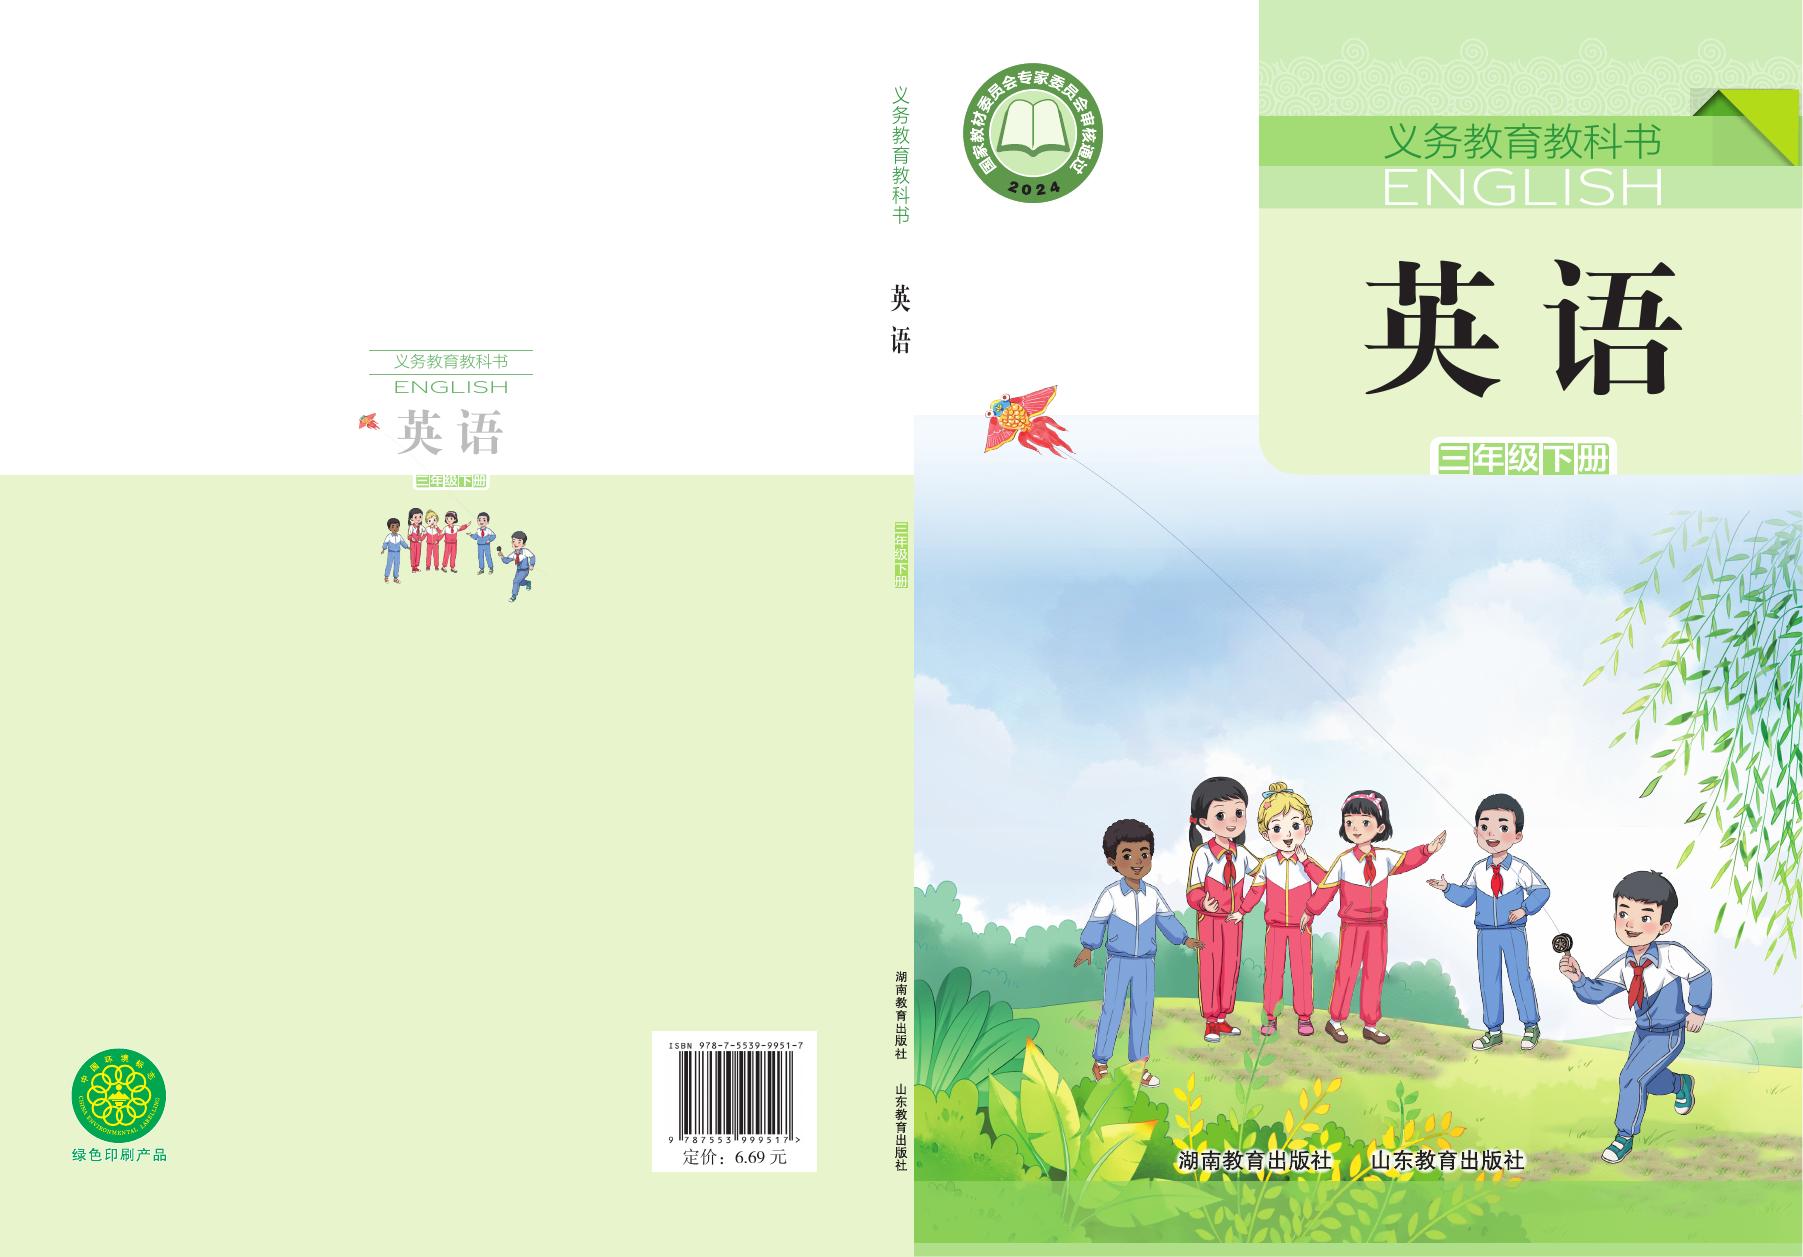 义务教育教科书
ENGLISH
英语
三年级下册
中国环境标志
CHINA ENVIRONMENTAL LABELLING
绿色印刷产品
ISBN 978-7-5539-9951-7
9 787553 999517 >
定价：6.69 元
义务教育教科书
英语
三年级下册
湖南教育出版社
山东教育出版社
国家教材委员会专家委员会审核通过
2024
义务教育教科书
ENGLISH
英语
三年级下册
湖南教育出版社 山东教育出版社